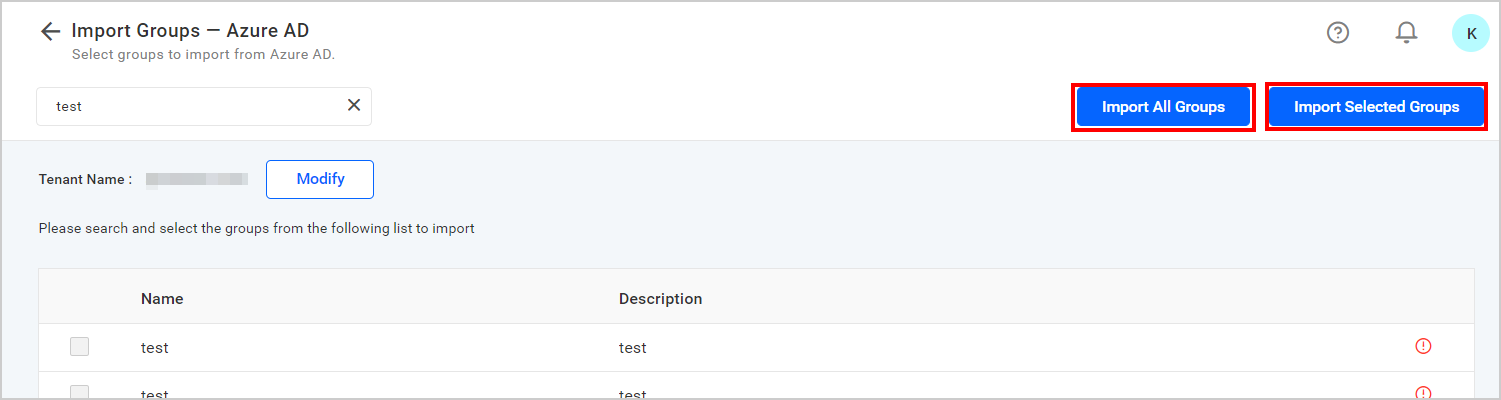 Import Groups — Azure AD
Select groups to import from Azure AD.
K
test
Import All Groups
Import Selected Groups
Tenant Name :
Modify
Please search and select the groups from the following list to import
Name Description
test test
test test